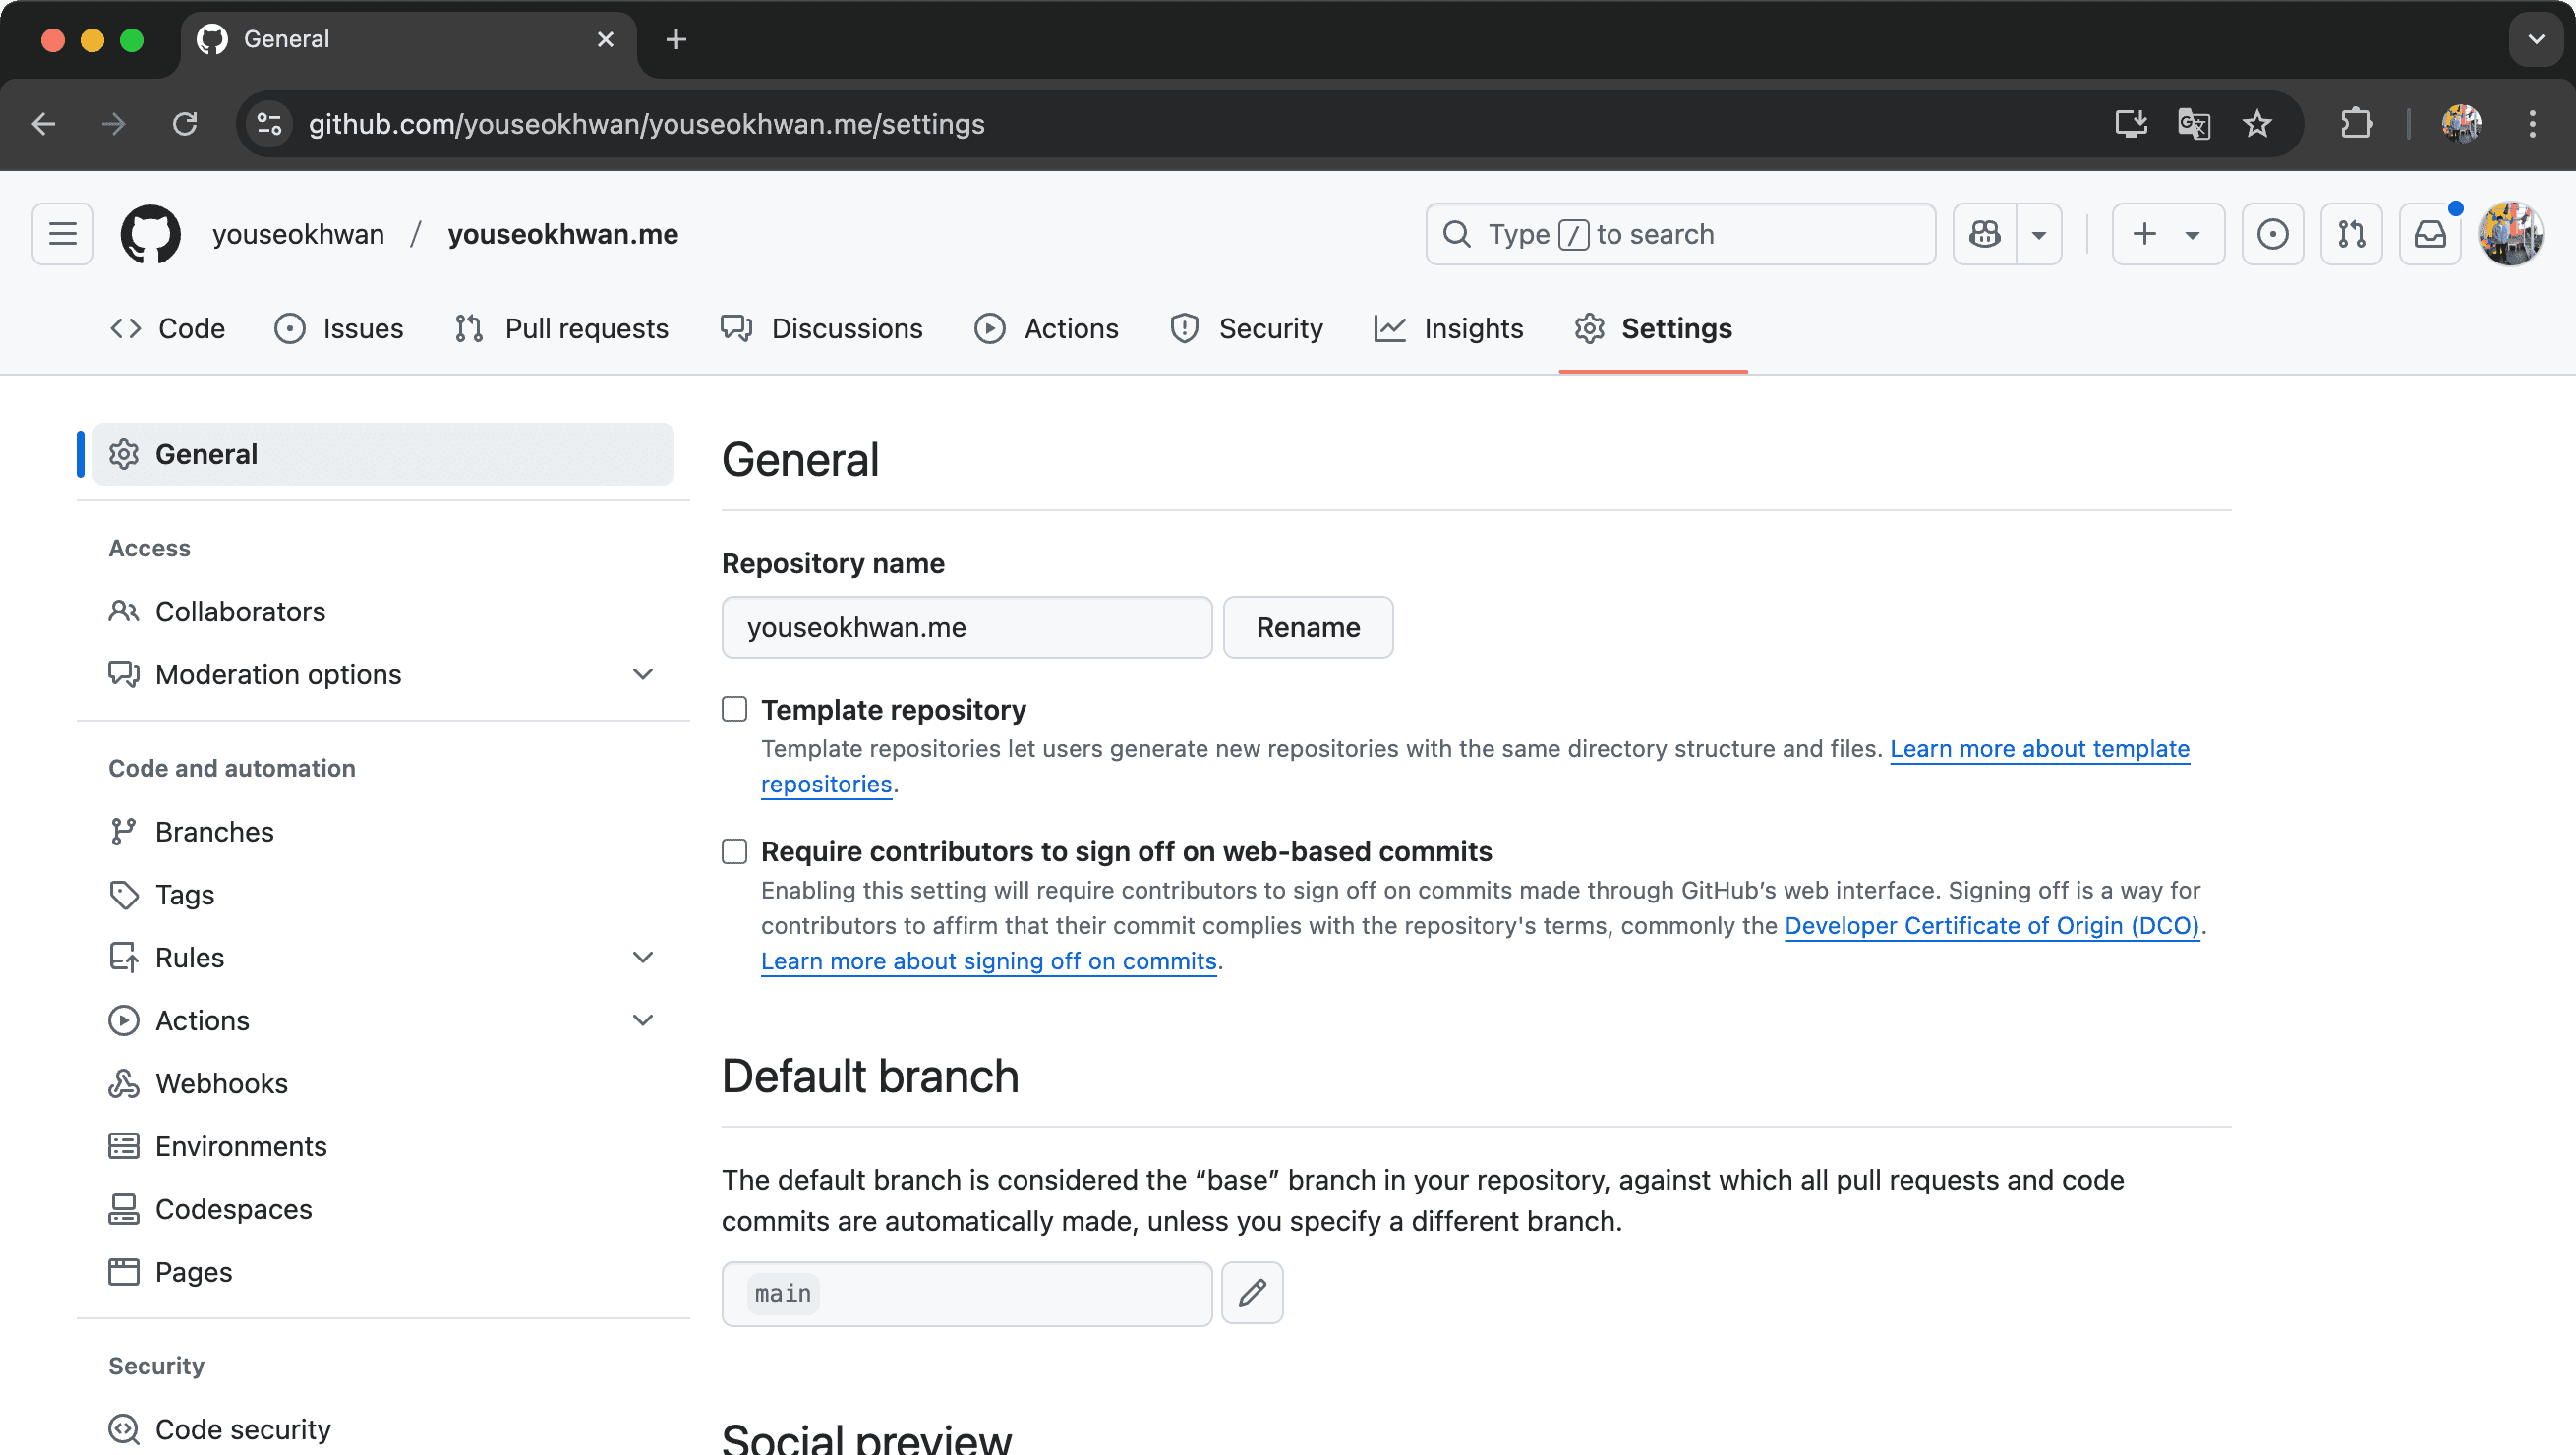 General
github.com/youseokhwan/youseokhwan.me/settings
youseokhwan / youseokhwan.me
Type / to search
Code
Issues
Pull requests
Discussions
Actions
Security
Insights
Settings
General
Access
Collaborators
Moderation options
Code and automation
Branches
Tags
Rules
Actions
Webhooks
Environments
Codespaces
Pages
Security
Code security
General
Repository name
youseokhwan.me
Rename
Template repository
Template repositories let users generate new repositories with the same directory structure and files. Learn more about template
repositories.
Require contributors to sign off on web-based commits
Enabling this setting will require contributors to sign off on commits made through GitHub’s web interface. Signing off is a way for
contributors to affirm that their commit complies with the repository's terms, commonly the Developer Certificate of Origin (DCO).
Learn more about signing off on commits.
Default branch
The default branch is considered the “base” branch in your repository, against which all pull requests and code
commits are automatically made, unless you specify a different branch.
main
Social preview